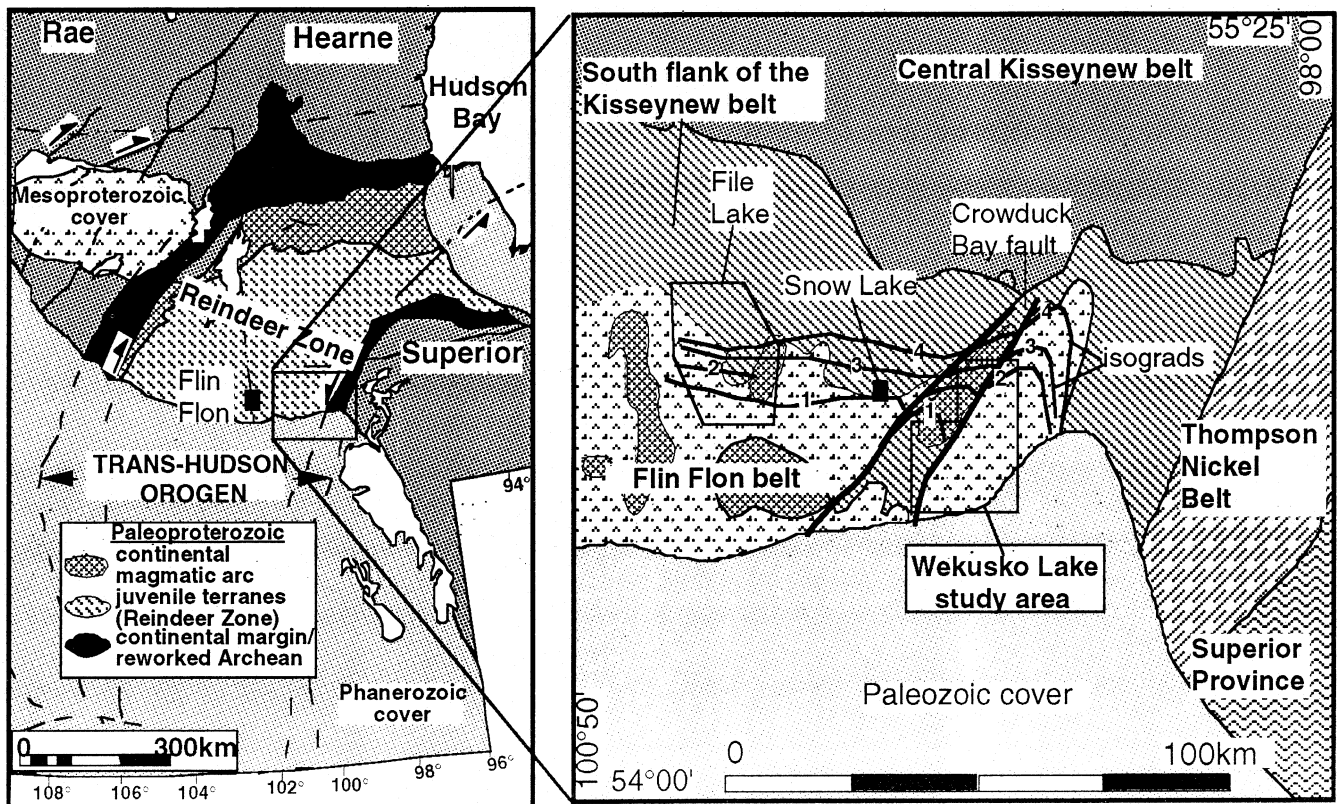 Rae
Hearne
Hudson
Bay
Mesoproterozoic
cover
Reindeer Zone
Superior
Flin
Flon
TRANS-HUDSON
OROGEN
94°
Paleoproterozoic
continental
magmatic arc
juvenile terranes
(Reindeer Zone)
continental margin/
reworked Archean
Phanerozoic
cover
0 300km
108° 106° 104° 102° 100° 98° 96°
55°25'
98°00'
South flank of the
Kisseynew belt
Central Kisseynew belt
File
Lake
Crowduck
Bay fault
Snow Lake
4
4
3
3
isograds
2
2
1
1
Thompson
Nickel
Belt
Flin Flon belt
Wekusko Lake
study area
Superior
Province
Paleozoic cover
100°50'
54°00'
0 100km